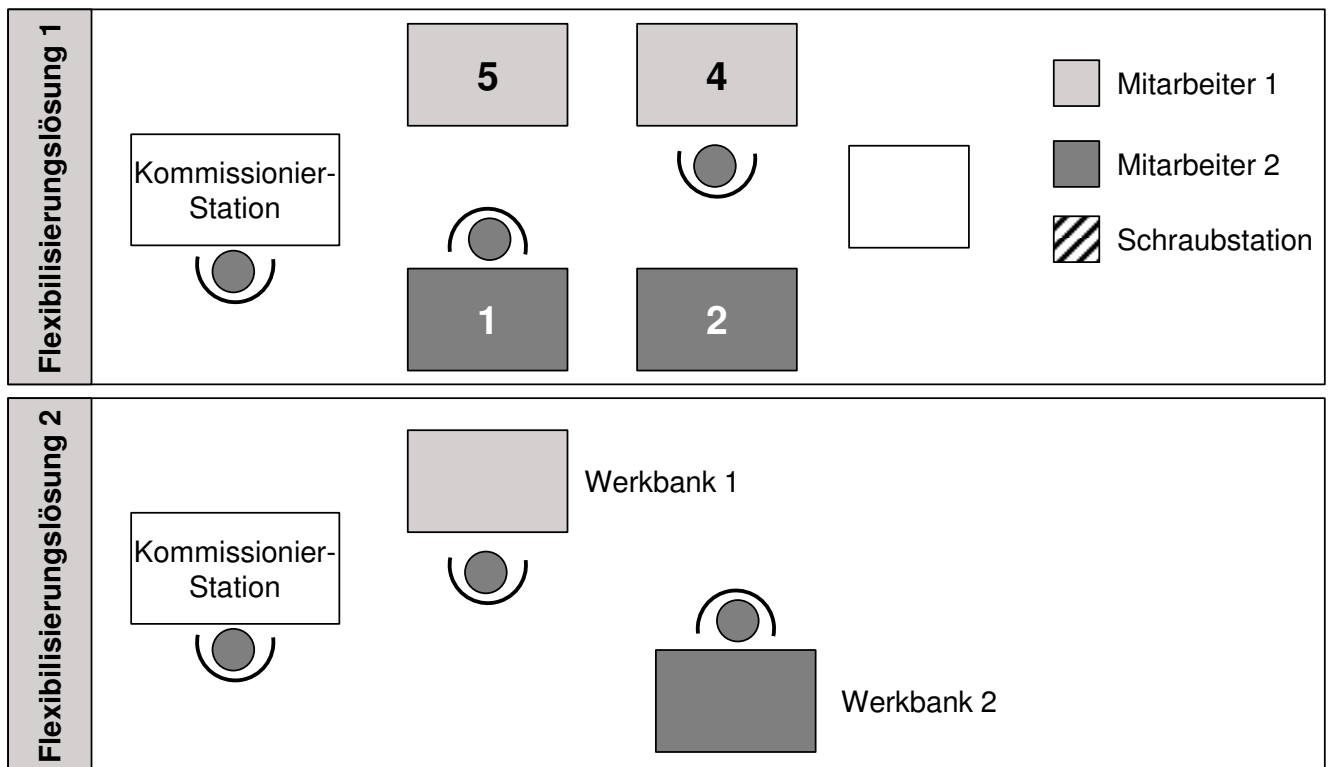 Flexibilisierungslösung 1
Kommissionier-
Station
5
4
1
2
Mitarbeiter 1
Mitarbeiter 2
Schraubstation
Flexibilisierungslösung 2
Kommissionier-
Station
Werkbank 1
Werkbank 2